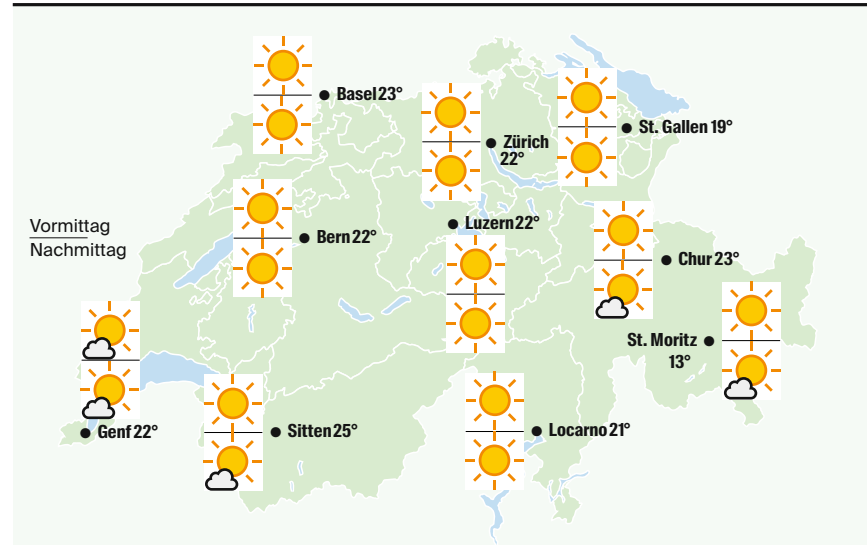 Basel 23°
Zürich
22°
St. Gallen 19°
Vormittag
Nachmittag
Bern 22°
Luzern 22°
Chur 23°
St. Moritz
13°
Genf 22°
Sitten 25°
Locarno 21°